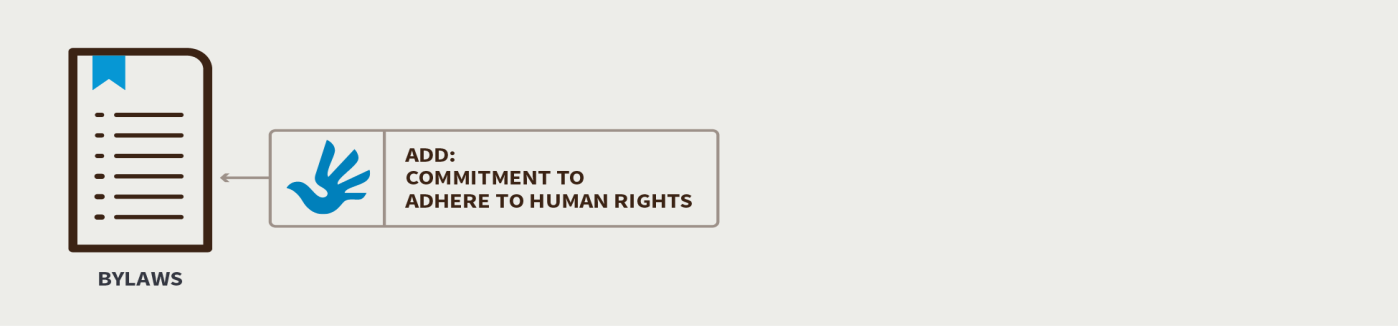 ADD:
COMMITMENT TO
ADHERE TO HUMAN RIGHTS
BYLAWS